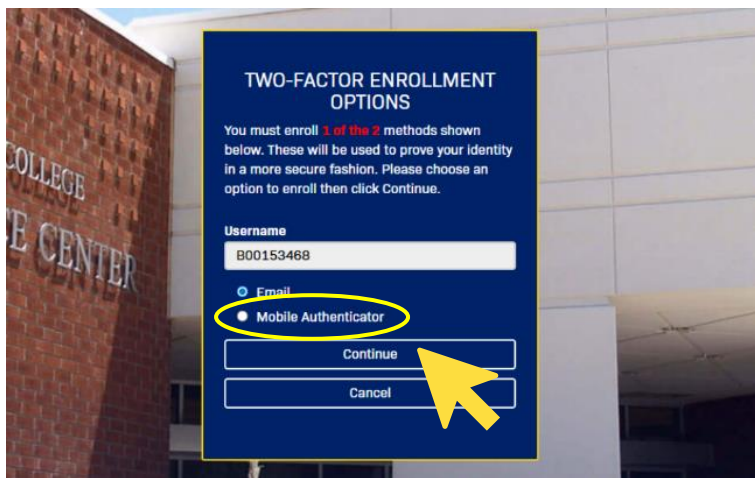 COLLEGE
CE CENTER
TWO-FACTOR ENROLLMENT
OPTIONS
You must enroll 1 of the 2 methods shown
below. These will be used to prove your identity
in a more secure fashion. Please choose an
option to enroll then click Continue.
Username
B00153468
Email
Mobile Authenticator
Continue
Cancel